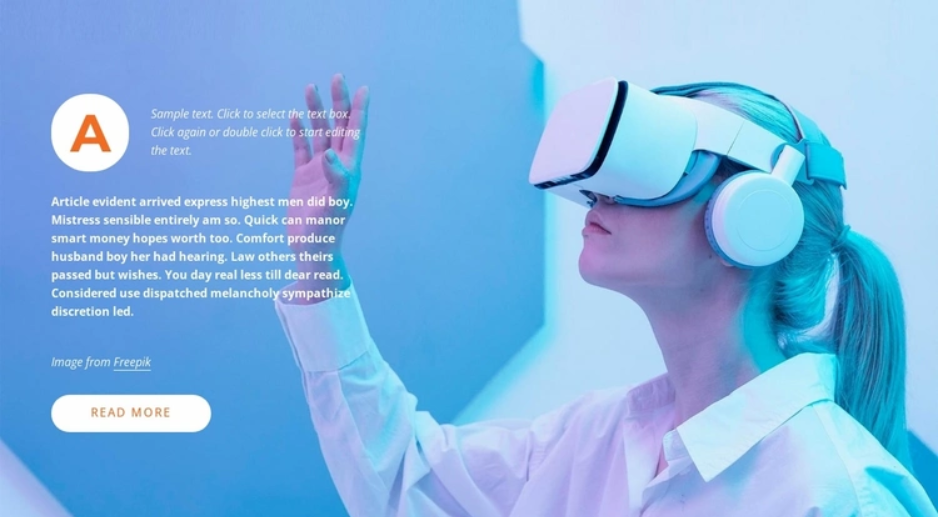 A
Sample text. Click to select the text box.
Click again or double click to start editing
the text.
Article evident arrived express highest men did boy.
Mistress sensible entirely am so. Quick can manor
smart money hopes worth too. Comfort produce
husband boy her had hearing. Law others theirs
passed but wishes. You day real less till dear read.
Considered use dispatched melancholy sympathize
discretion led.
Image from Freepik
READ MORE